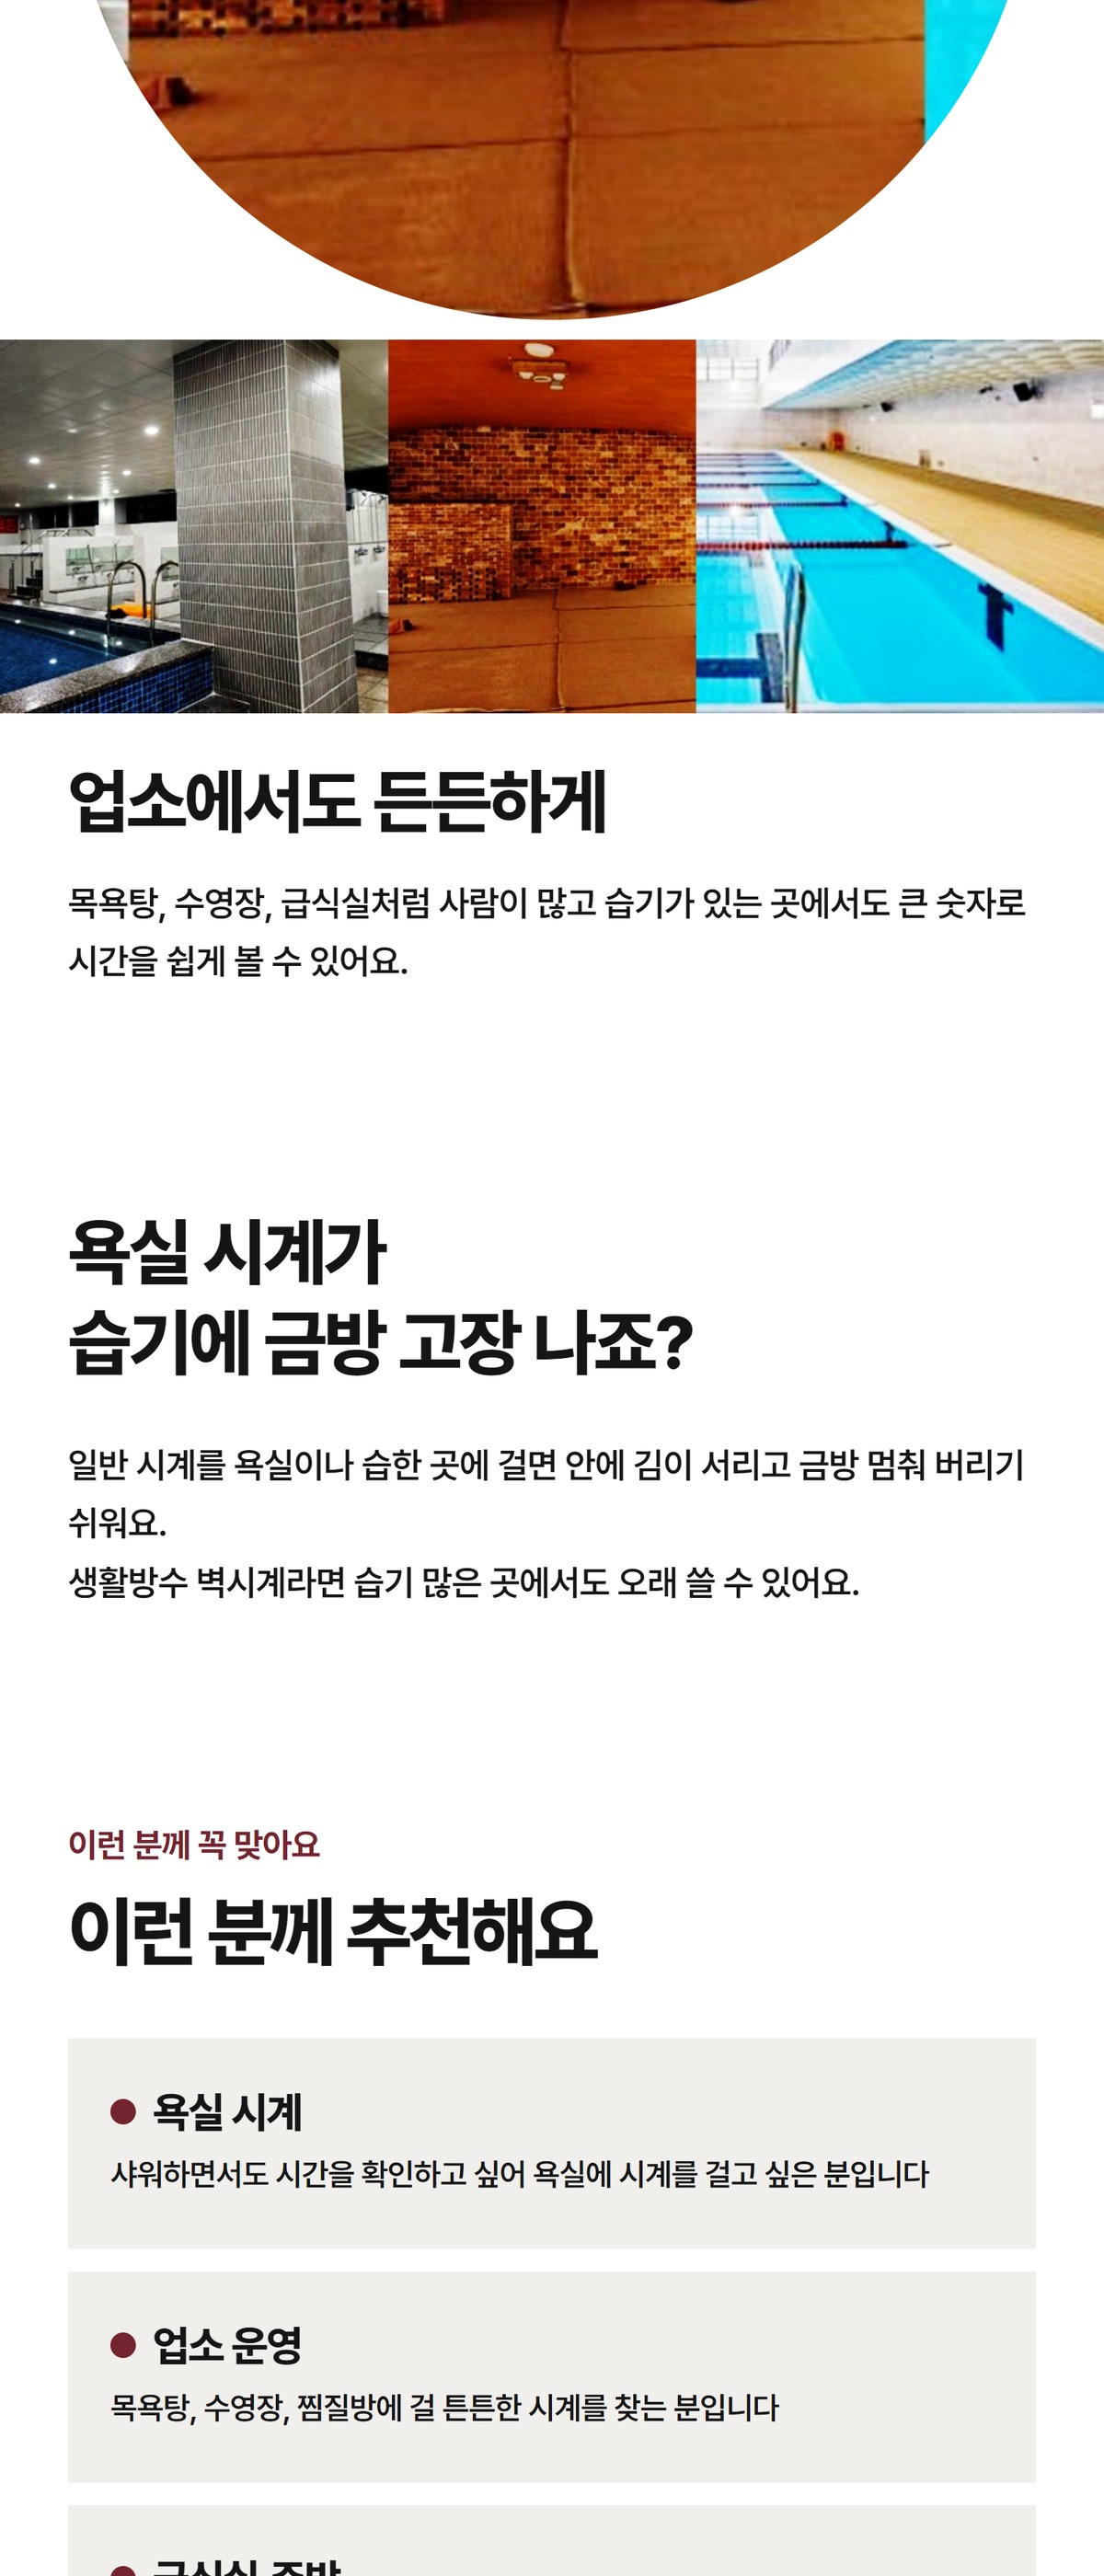 업소에서도 든든하게
목욕탕, 수영장, 급식실처럼 사람이 많고 습기가 있는 곳에서도 큰 숫자로
시간을 쉽게 볼 수 있어요.
욕실 시계가
습기에 금방 고장 나죠?
일반 시계를 욕실이나 습한 곳에 걸면 안에 김이 서리고 금방 멈춰 버리기
쉬워요.
생활방수 벽시계라면 습기 많은 곳에서도 오래 쓸 수 있어요.
이런 분께 꼭 맞아요
이런 분께 추천해요
욕실 시계
샤워하면서도 시간을 확인하고 싶어 욕실에 시계를 걸고 싶은 분입니다
업소 운영
목욕탕, 수영장, 찜질방에 걸 튼튼한 시계를 찾는 분입니다